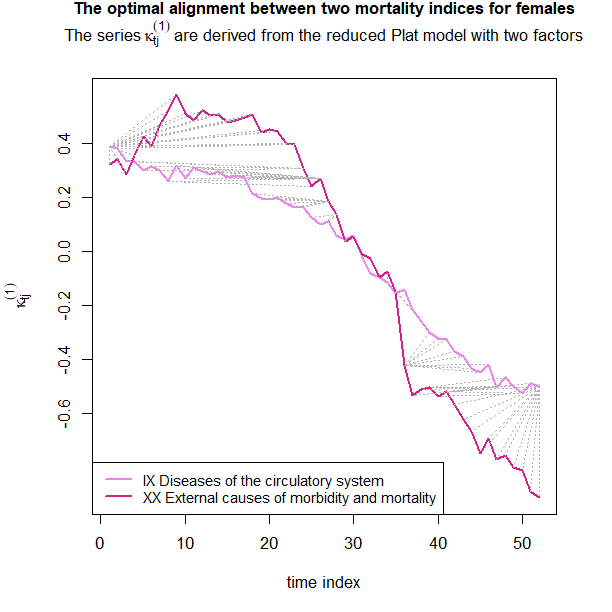 The optimal alignment between two mortality indices for females
The series κtj(1) are derived from the reduced Plat model with two factors
κtj(1)
0.4
0.2
0.0
-0.2
-0.4
-0.6
IX Diseases of the circulatory system
XX External causes of morbidity and mortality
0 10 20 30 40 50
time index